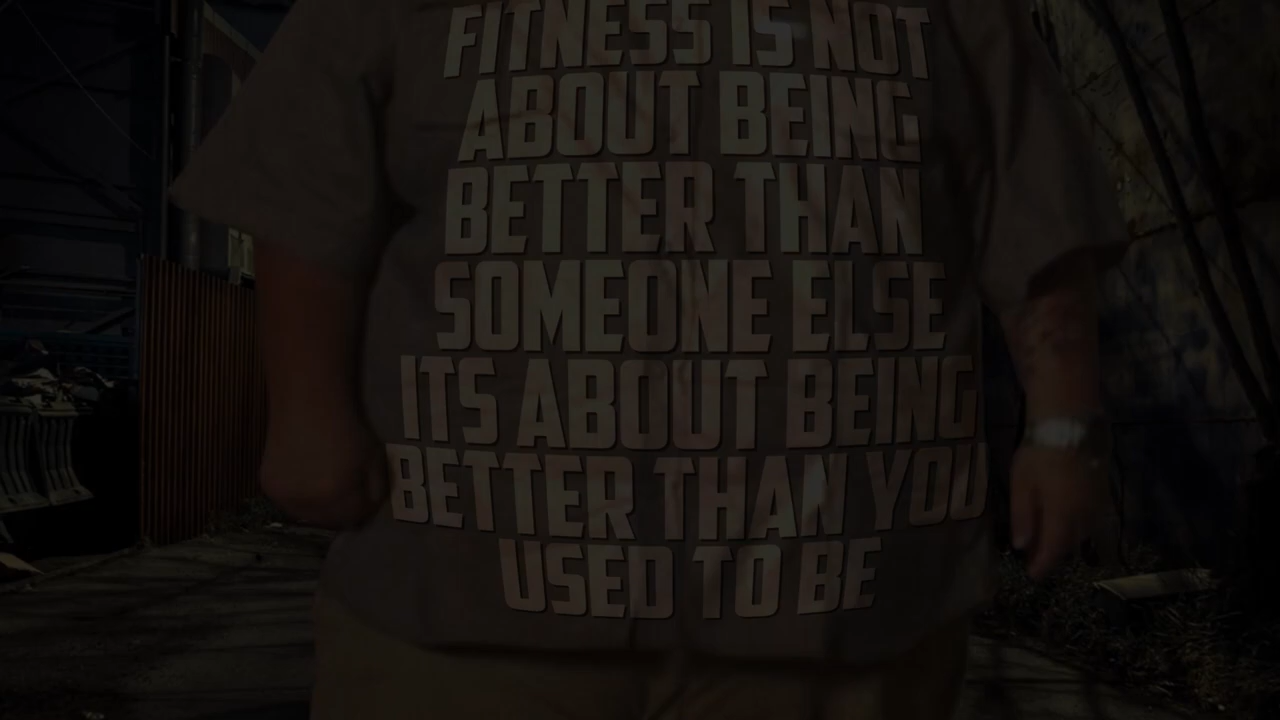 FITNESS IS NOT
ABOUT BEING
BETTER THAN
SOMEONE ELSE
ITS ABOUT BEING
BETTER THAN YOU
USED TO BE